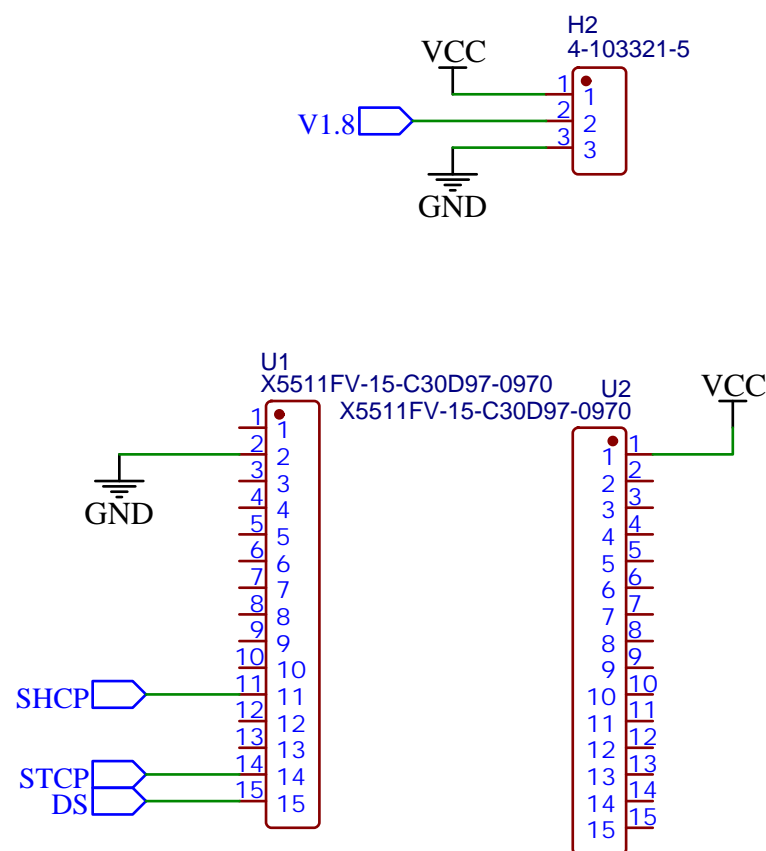 H2
4-103321-5
VCC
1 1
V1.8 2 2
3 3
GND
U1
X5511FV-15-C30D97-0970
1 1
2 2
GND
3 3
4 4
5 5
6 6
7 7
8 8
9 9
10 10
SHCP 11 11
12 12
13 13
STCP 14 14
DS 15 15
U2
X5511FV-15-C30D97-0970
VCC
1 1
2 2
3 3
4 4
5 5
6 6
7 7
8 8
9 9
10 10
11 11
12 12
13 13
14 14
15 15